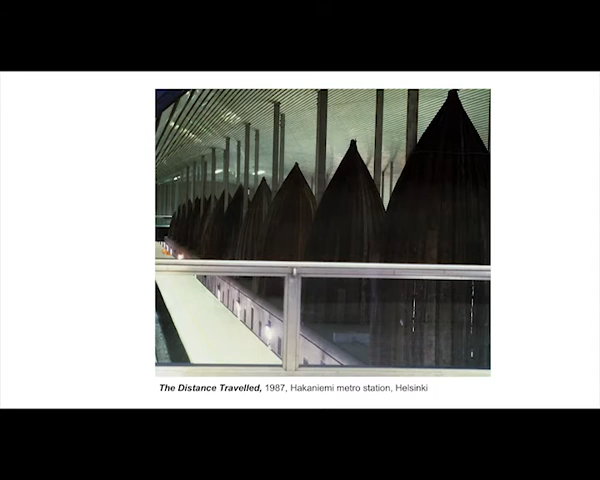 The Distance Travelled, 1987, Hakaniemi metro station, Helsinki